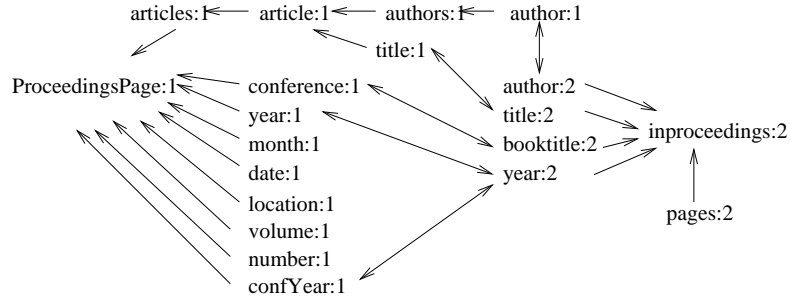 articles:1 article:1 authors:1 author:1
title:1
ProceedingsPage:1 conference:1 author:2
year:1 title:2
month:1 booktitle:2 inproceedings:2
date:1 year:2
location:1 pages:2
volume:1
number:1
confYear:1